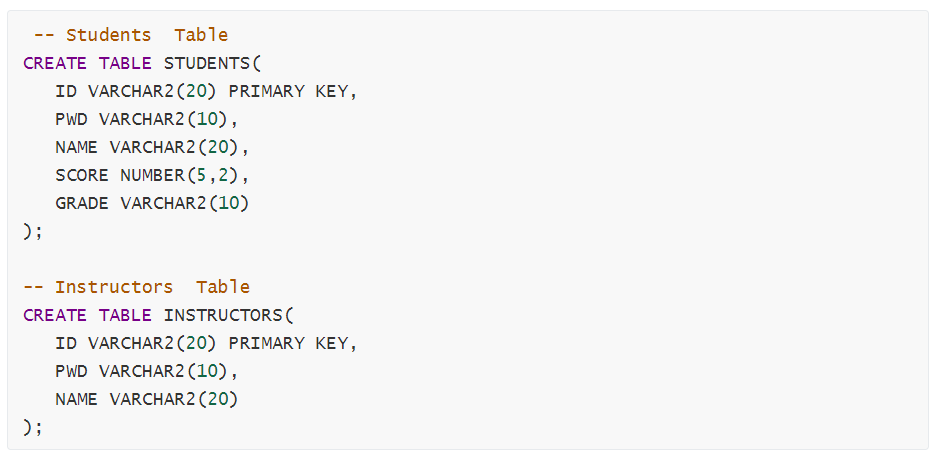 -- Students  Table
CREATE TABLE STUDENTS(
ID VARCHAR2(20) PRIMARY KEY,
PWD VARCHAR2(10),
NAME VARCHAR2(20),
SCORE NUMBER(5,2),
GRADE VARCHAR2(10)
);
-- Instructors  Table
CREATE TABLE INSTRUCTORS(
ID VARCHAR2(20) PRIMARY KEY,
PWD VARCHAR2(10),
NAME VARCHAR2(20)
);